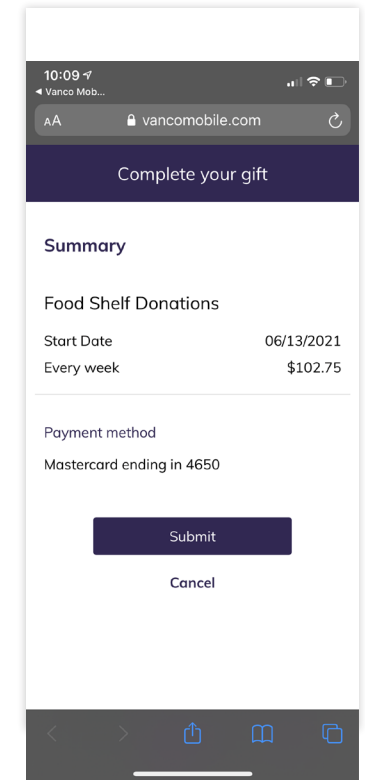 10:09
◀ Vanco Mob...
AA vancomobile.com
Complete your gift
Summary
Food Shelf Donations
Start Date 06/13/2021
Every week $102.75
Payment method
Mastercard ending in 4650
Submit
Cancel